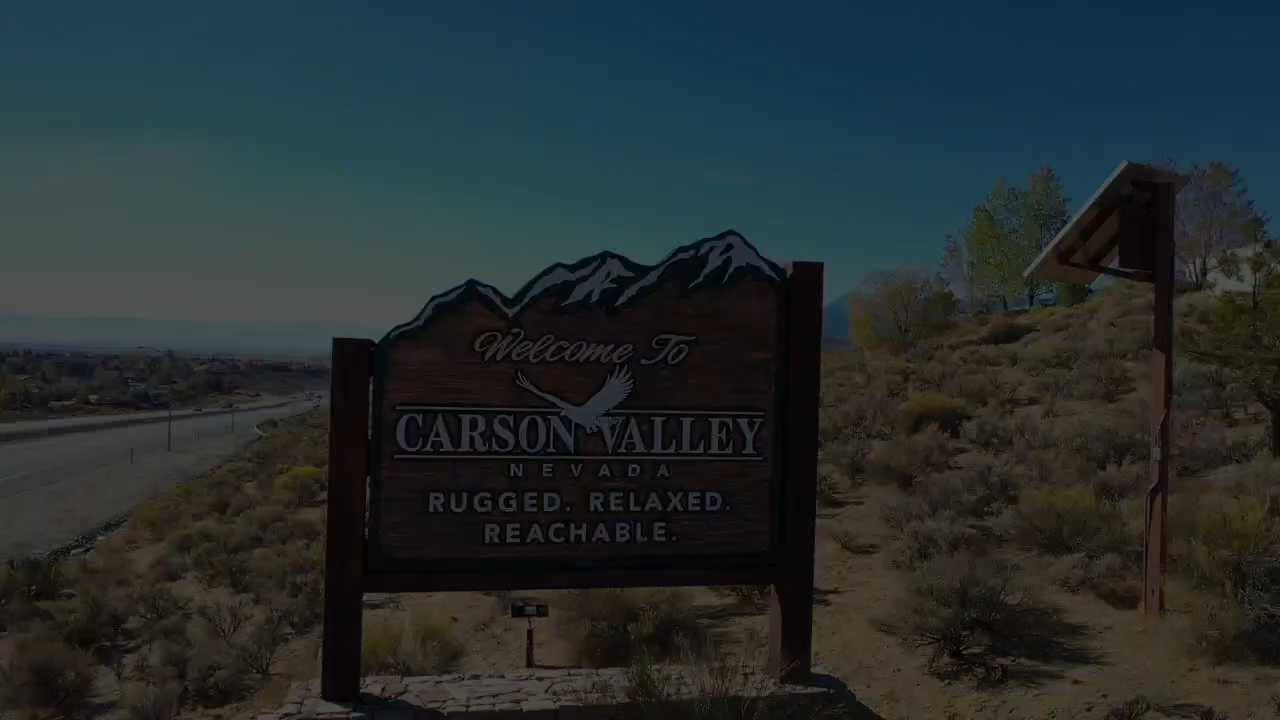 Welcome To
CARSON VALLEY
NEVADA
RUGGED. RELAXED.
REACHABLE.